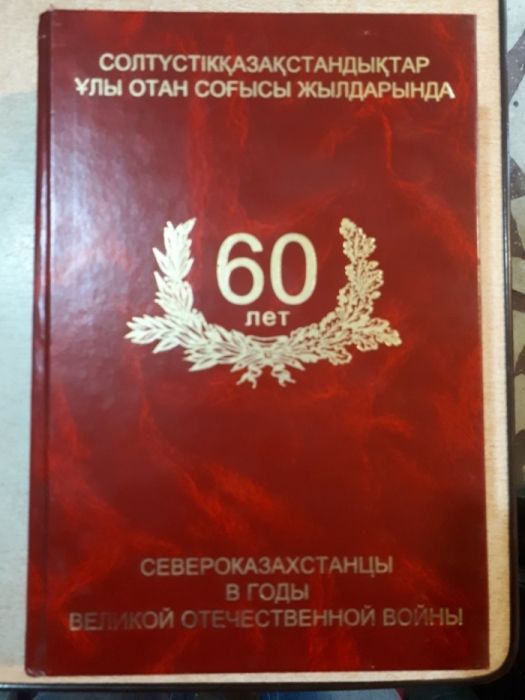 СОЛТҮСТІКҚАЗАҚСТАНДЫҚТАР
ҰЛЫ ОТАН СОҒЫСЫ ЖЫЛДАРЫНДА
60
лет
СЕВЕРОКАЗАХСТАНЦЫ
В ГОДЫ
ВЕЛИКОЙ ОТЕЧЕСТВЕННОЙ ВОЙНЫ